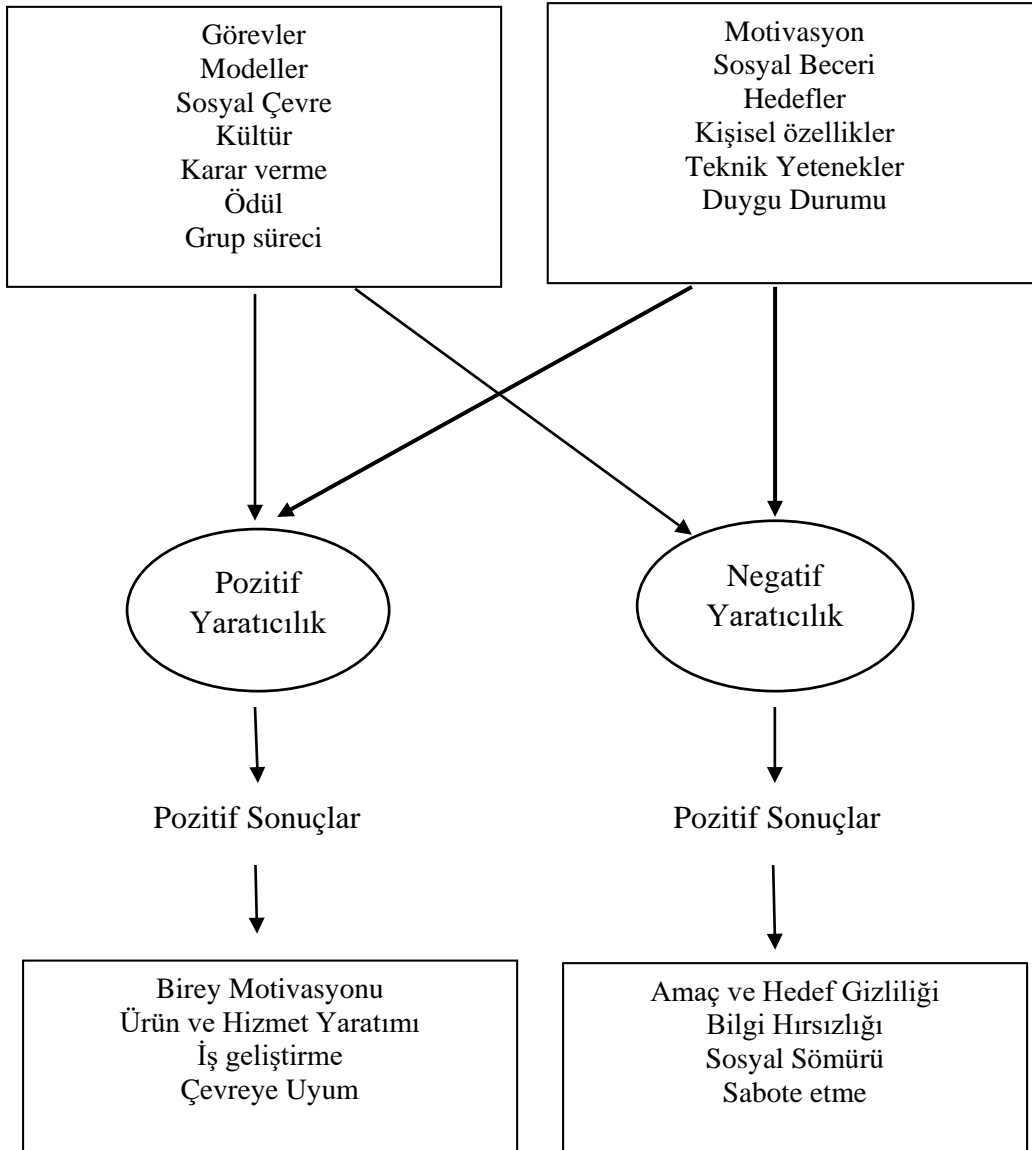 Görevler
Modeller
Sosyal Çevre
Kültür
Karar verme
Ödül
Grup süreci
Motivasyon
Sosyal Beceri
Hedefler
Kişisel özellikler
Teknik Yetenekler
Duygu Durumu
Pozitif
Yaratıcılık
Negatif
Yaratıcılık
Pozitif Sonuçlar
Pozitif Sonuçlar
Birey Motivasyonu
Ürün ve Hizmet Yaratımı
İş geliştirme
Çevreye Uyum
Amaç ve Hedef Gizliliği
Bilgi Hırsızlığı
Sosyal Sömürü
Sabote etme